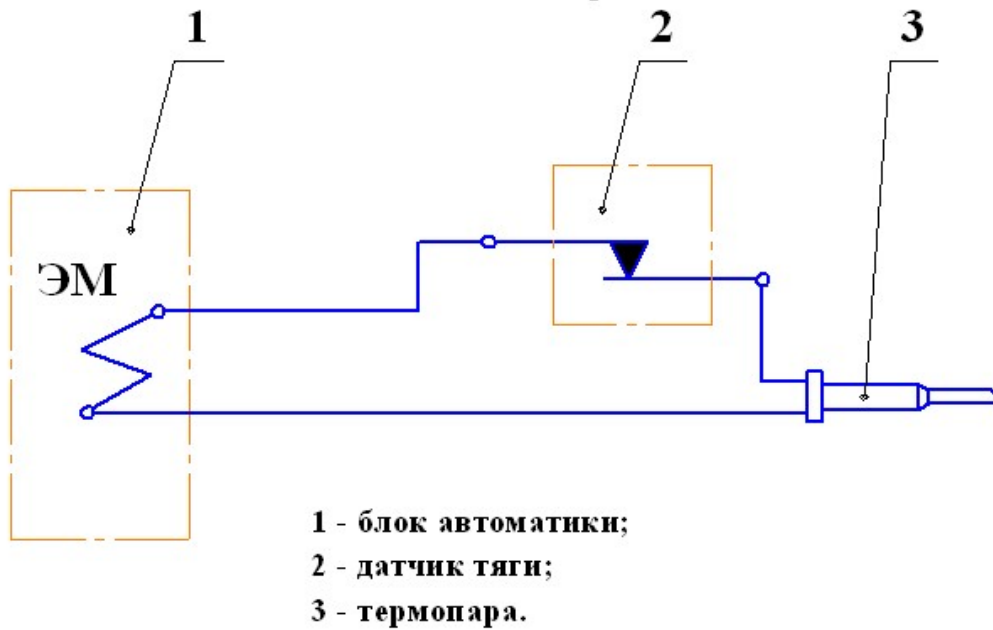 1 2 3
ЭМ
1 - блок автоматики;
2 - датчик тяги;
3 - термопара.